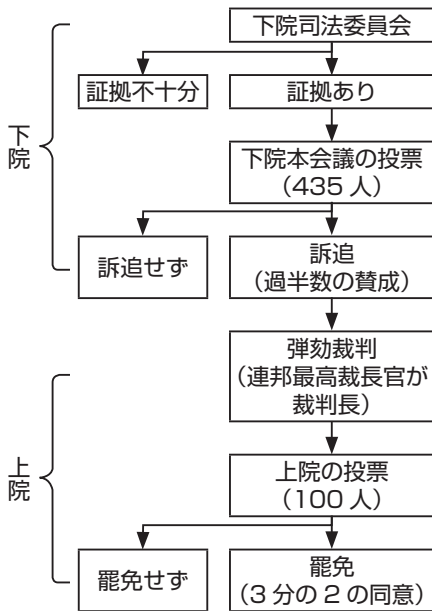 下院司法委員会
証拠不十分
証拠あり
下院
下院本会議の投票
(435 人)
訴追せず
訴追
(過半数の賛成)
弾劾裁判
(連邦最高裁長官が
裁判長)
上院
上院の投票
(100 人)
罷免せず
罷免
(3 分の 2 の同意)